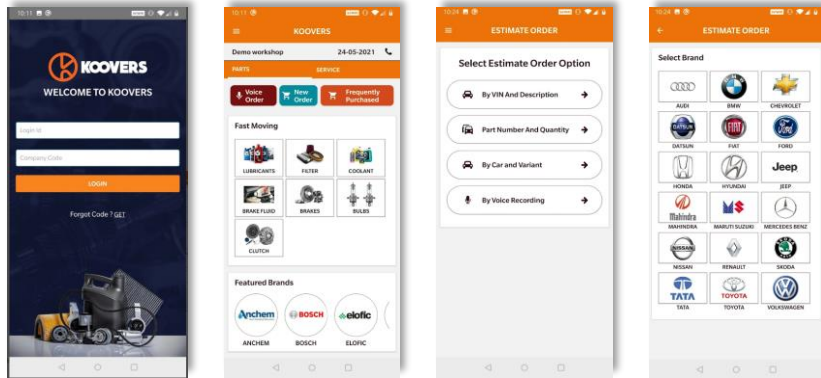 10:11
KOOVERS
WELCOME TO KOOVERS
Login Id
Company Code
LOGIN
Forgot Code ? GET
10:11
KOOVERS
Demo workshop 24-05-2021
PARTS SERVICE
Voice Order
New Order
Frequently Purchased
Fast Moving
LUBRICANTS FILTER COOLANT
BRAKE FLUID BRAKES BULBS
CLUTCH
Featured Brands
Anchem BOSCH elofic
ANCHEM BOSCH ELOFIC
10:24
ESTIMATE ORDER
Select Estimate Order Option
By VIN And Description
Part Number And Quantity
By Car and Variant
By Voice Recording
10:24
ESTIMATE ORDER
Select Brand
AUDI BMW CHEVROLET
DATSUN FIAT Ford
DATSUN FIAT FORD
Jeep
HONDA HYUNDAI JEEP
Mahindra MS
MAHINDRA MARUTI SUZUKI MERCEDES BENZ
NISSAN
NISSAN RENAULT SKODA
TATA TOYOTA
TATA TOYOTA VOLKSWAGEN